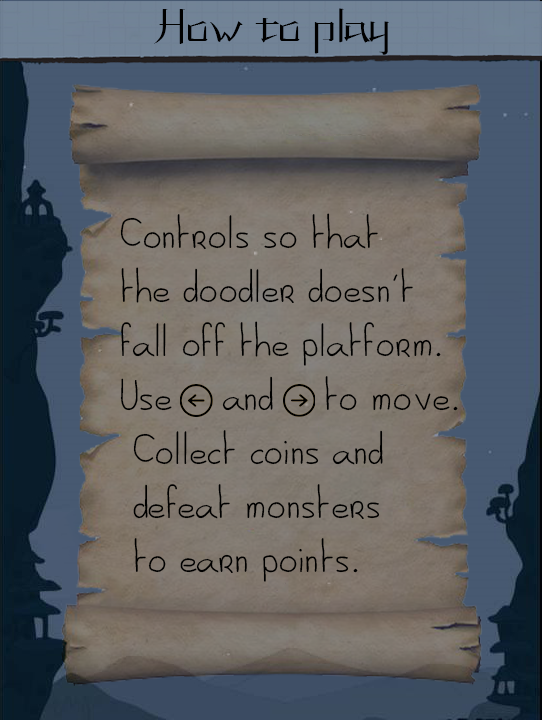 How to play
Controls so that
the doodler doesn't
fall off the platform.
Use ← and → to move.
Collect coins and
defeat monsters
to earn points.